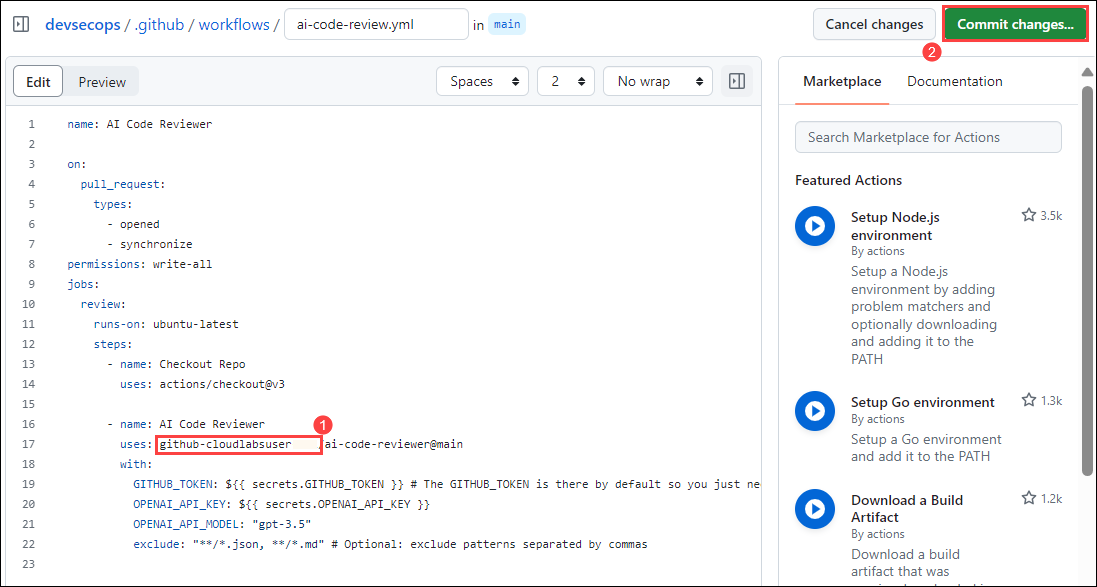 devsecops / .github / workflows / ai-code-review.yml in main
Cancel changes
Commit changes...
2
Edit
Preview
Spaces
2
No wrap
1 name: AI Code Reviewer
2
3 on:
4 pull_request:
5 types:
6 - opened
7 - synchronize
8 permissions: write-all
9 jobs:
10 review:
11 runs-on: ubuntu-latest
12 steps:
13 - name: Checkout Repo
14 uses: actions/checkout@v3
15
16 - name: AI Code Reviewer
1
17 uses: github-cloudlabsuser /ai-code-reviewer@main
18 with:
19 GITHUB_TOKEN: ${{ secrets.GITHUB_TOKEN }} # The GITHUB_TOKEN is there by default so you just ne
20 OPENAI_API_KEY: ${{ secrets.OPENAI_API_KEY }}
21 OPENAI_API_MODEL: "gpt-3.5"
22 exclude: "**/*.json, **/*.md" # Optional: exclude patterns separated by commas
23
Marketplace
Documentation
Search Marketplace for Actions
Featured Actions
Setup Node.js
environment
3.5k
By actions
Setup a Node.js
environment by adding
problem matchers and
optionally downloading
and adding it to the
PATH
Setup Go environment
1.3k
By actions
Setup a Go environment
and add it to the PATH
Download a Build
Artifact
1.2k
By actions
Download a build
artifact that was